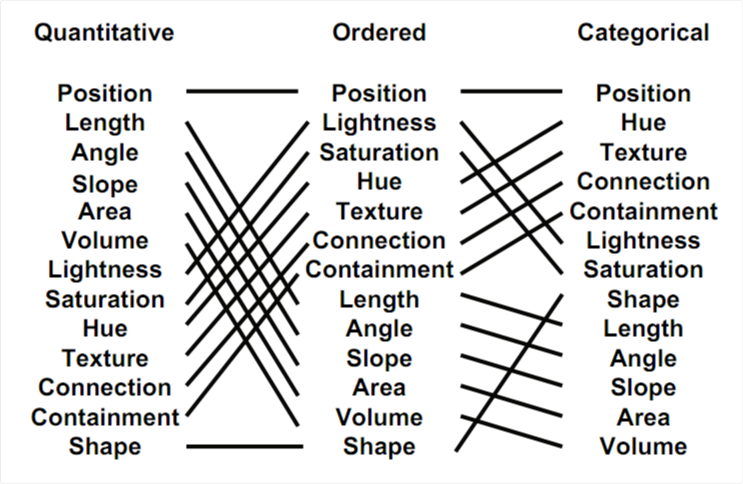 Quantitative Ordered Categorical
Position Position Position
Length Lightness Hue
Angle Saturation Texture
Slope Hue Connection
Area Texture Containment
Volume Connection Lightness
Lightness Containment Saturation
Saturation Length Shape
Hue Angle Length
Texture Slope Angle
Connection Area Slope
Containment Volume Area
Shape Shape Volume